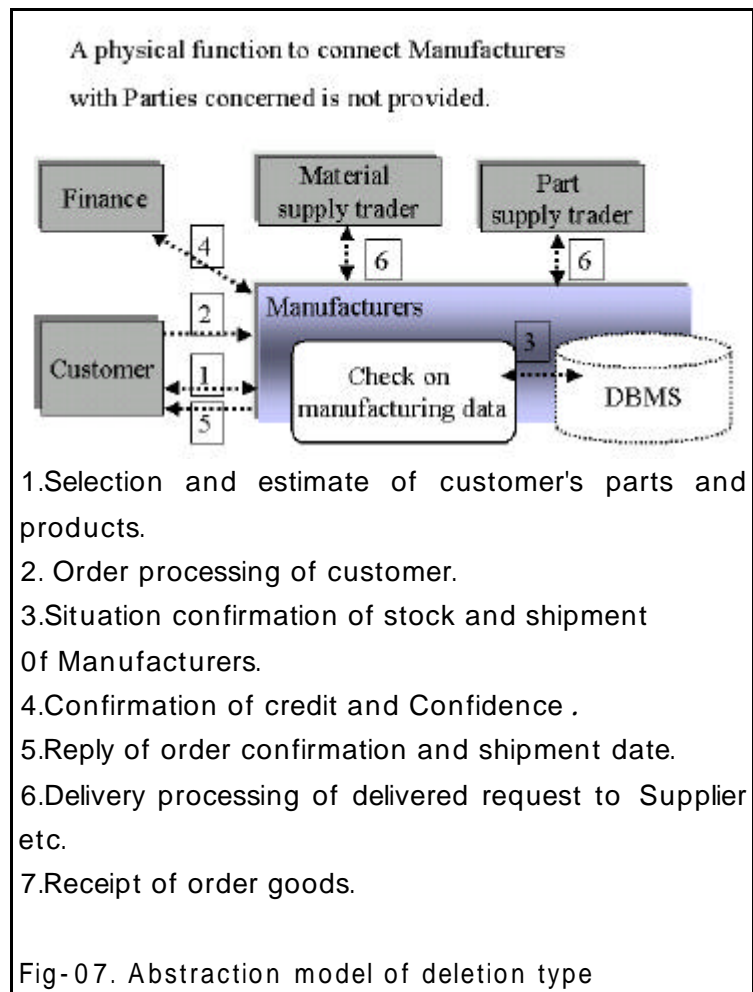 A physical function to connect Manufacturers
with Parties concerned is not provided.
Finance
Material
supply trader
Part
supply trader
4
6
6
2
Manufacturers
3
Customer
1
Check on
manufacturing data
DBMS
5
1.Selection and estimate of customer's parts and
products.
2. Order processing of customer.
3.Situation confirmation of stock and shipment
0f Manufacturers.
4.Confirmation of credit and Confidence .
5.Reply of order confirmation and shipment date.
6.Delivery processing of delivered request to Supplier
etc.
7.Receipt of order goods.
Fig-07. Abstraction model of deletion type